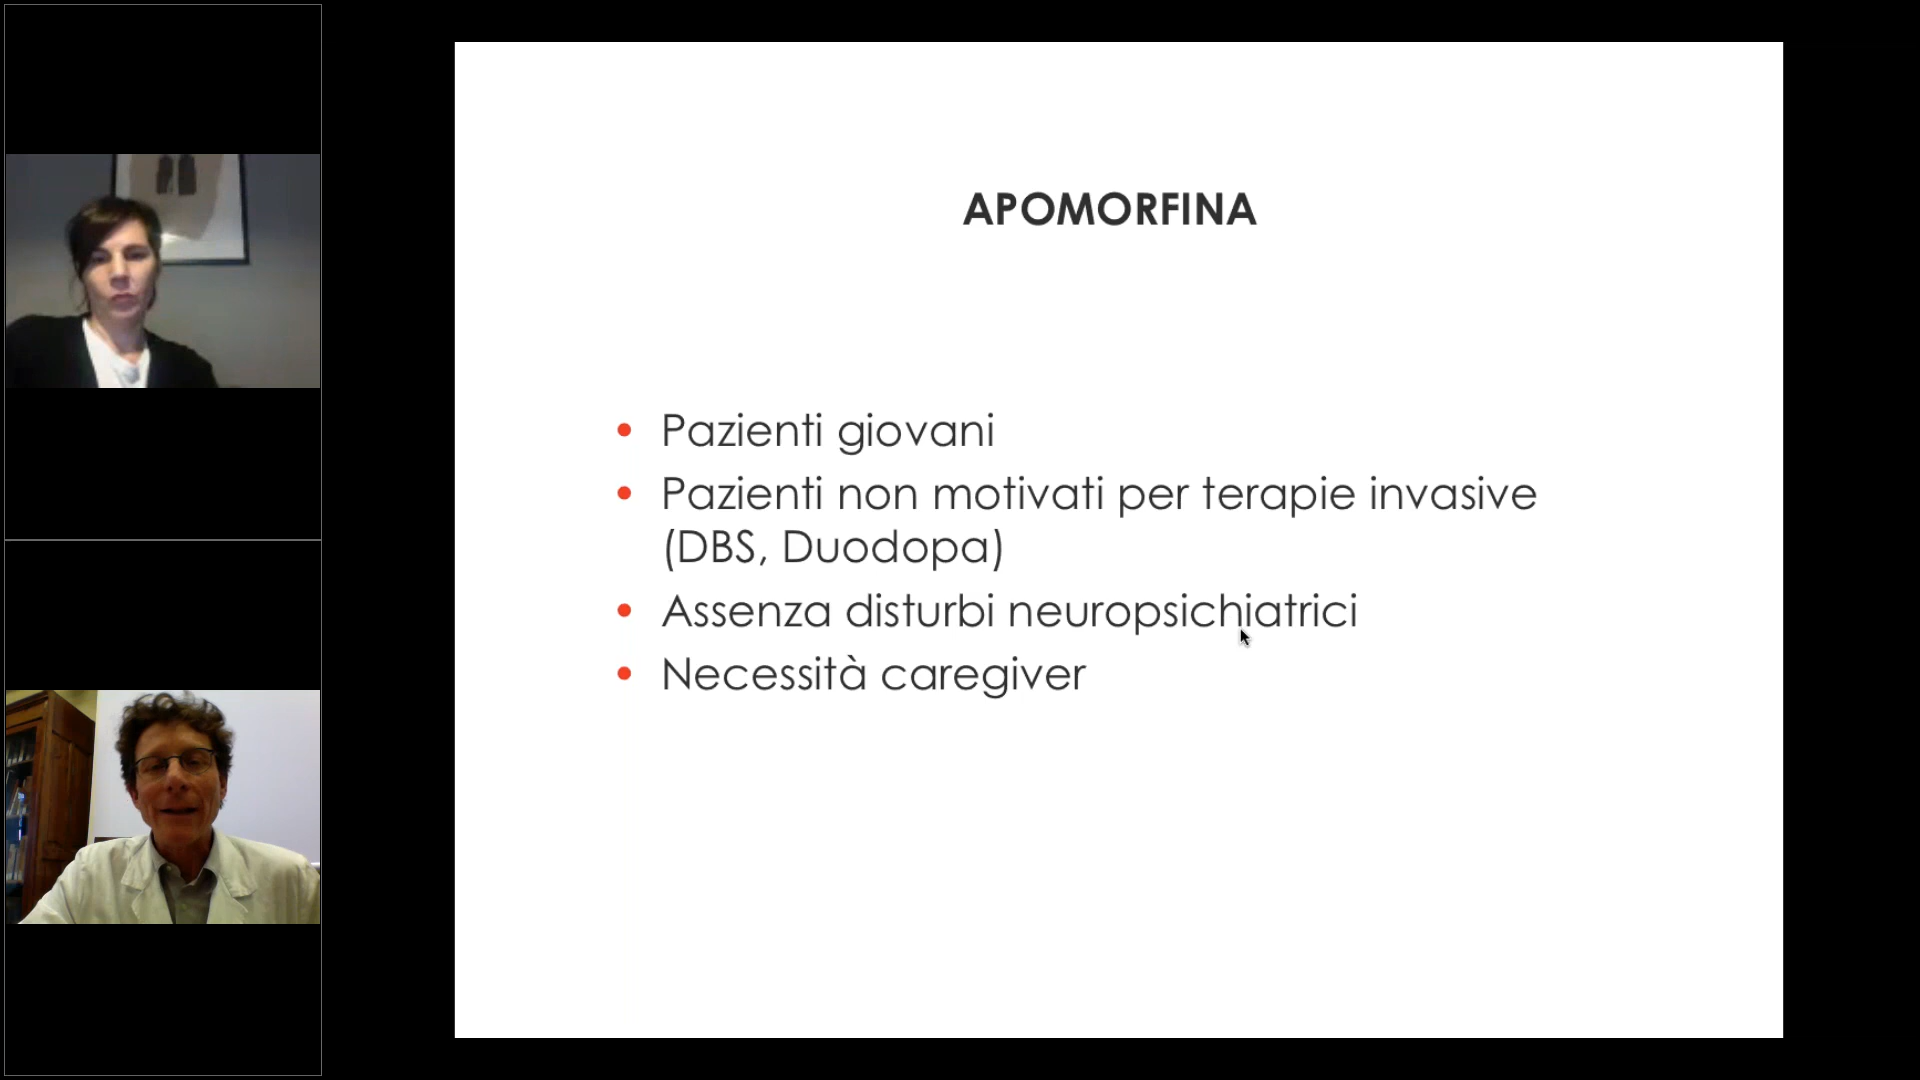 APOMORFINA
Pazienti giovani
Pazienti non motivati per terapie invasive
(DBS, Duodopa)
Assenza disturbi neuropsichiatrici
Necessità caregiver